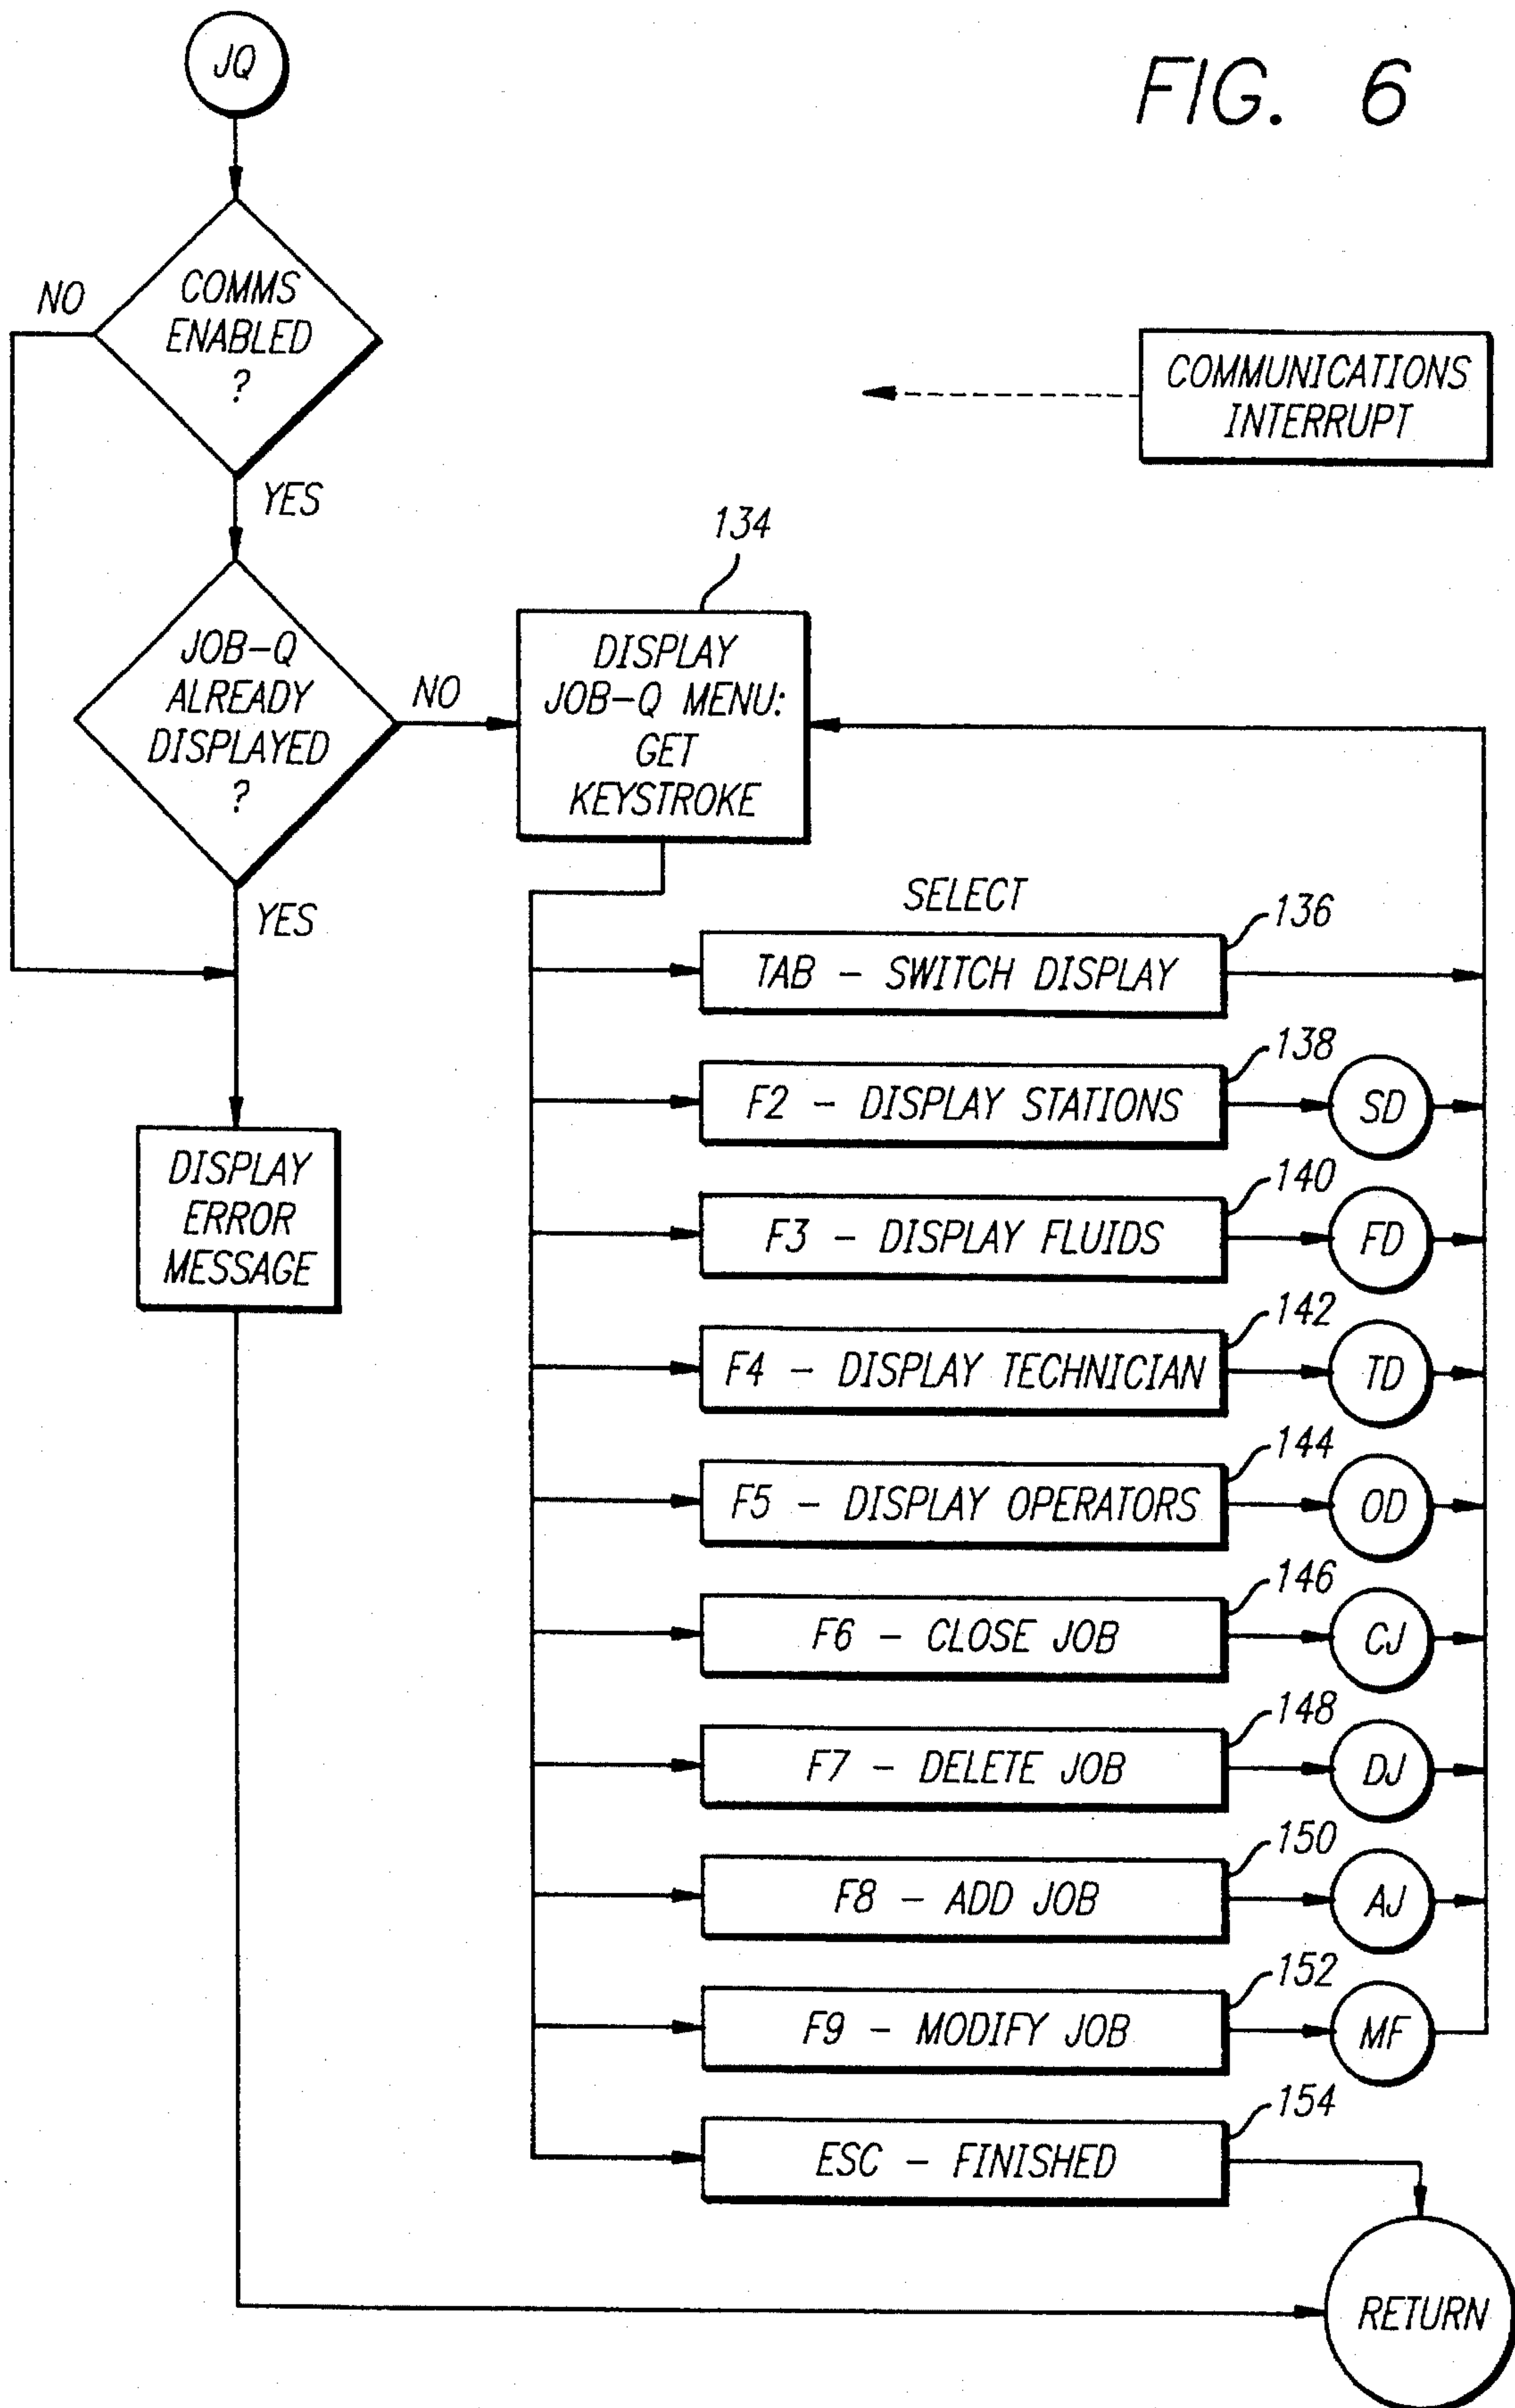 JQ
FIG. 6
COMMS
ENABLED
?
NO
YES
COMMUNICATIONS
INTERRUPT
JOB-Q
ALREADY
DISPLAYED
?
NO
YES
134
DISPLAY
JOB-Q MENU:
GET
KEYSTROKE
SELECT
136
TAB - SWITCH DISPLAY
138
F2 - DISPLAY STATIONS
SD
140
F3 - DISPLAY FLUIDS
FD
DISPLAY
ERROR
MESSAGE
142
F4 - DISPLAY TECHNICIAN
TD
144
F5 - DISPLAY OPERATORS
OD
146
F6 - CLOSE JOB
CJ
148
F7 - DELETE JOB
DJ
150
F8 - ADD JOB
AJ
152
F9 - MODIFY JOB
MF
154
ESC - FINISHED
RETURN